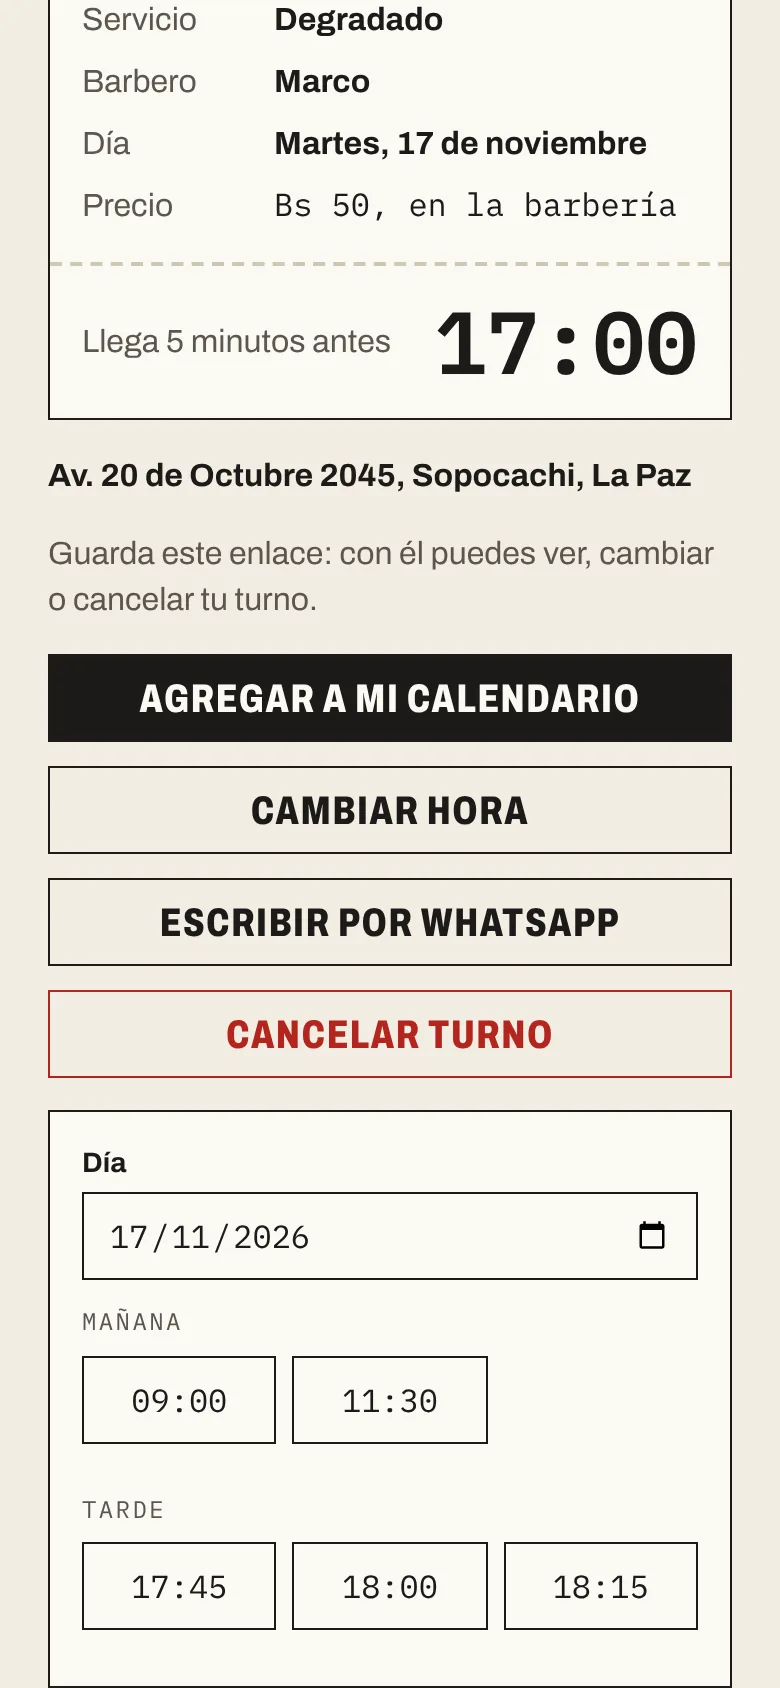 Servicio Degradado
Barbero Marco
Día Martes, 17 de noviembre
Precio Bs 50, en la barbería
Llega 5 minutos antes 17:00
Av. 20 de Octubre 2045, Sopocachi, La Paz
Guarda este enlace: con él puedes ver, cambiar
o cancelar tu turno.
AGREGAR A MI CALENDARIO
CAMBIAR HORA
ESCRIBIR POR WHATSAPP
CANCELAR TURNO
Día
17/11/2026
MAÑANA
09:00 11:30
TARDE
17:45 18:00 18:15